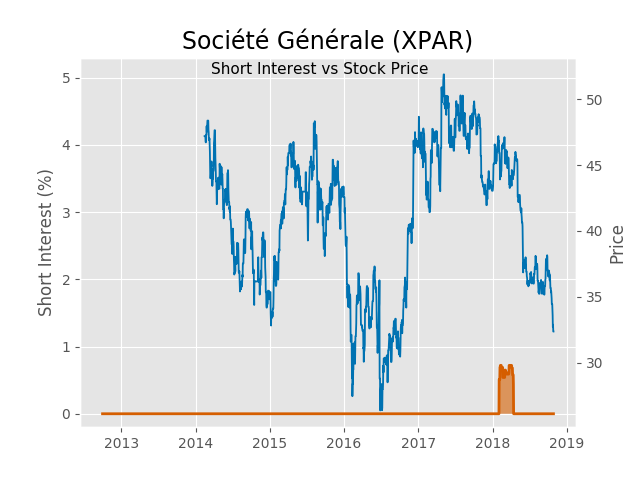 Société Générale (XPAR)
Short Interest vs Stock Price
Short Interest (%)
5
4
3
2
1
0
50
45
40
35
30
Price
2013 2014 2015 2016 2017 2018 2019